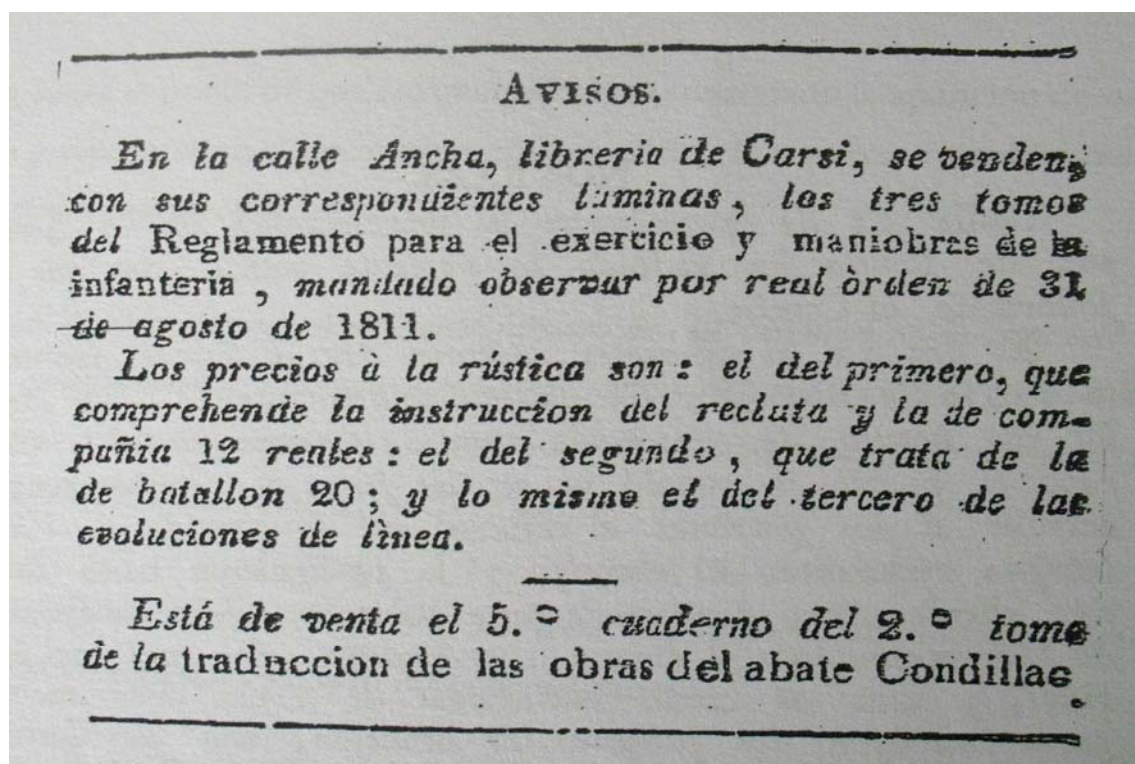 AVISOS.
En la calle Ancha, libreria de Carsi, se venden,
con sus correspondientes láminas, los tres tomos
del Reglamento para el exercicio y maniobras de la
infanteria, mandado observar por real òrden de 31
de agosto de 1811.
Los precios à la rústica son: el del primero, que
comprehende la instruccion del recluta y la de com-
pañia 12 reales: el del segundo, que trata de la
de batallon 20; y lo mismo el del tercero de las
evoluciones de lìnea.
Está de venta el 5.º cuaderno del 2.º tomo
de la traduccion de las obras del abate Condillac.